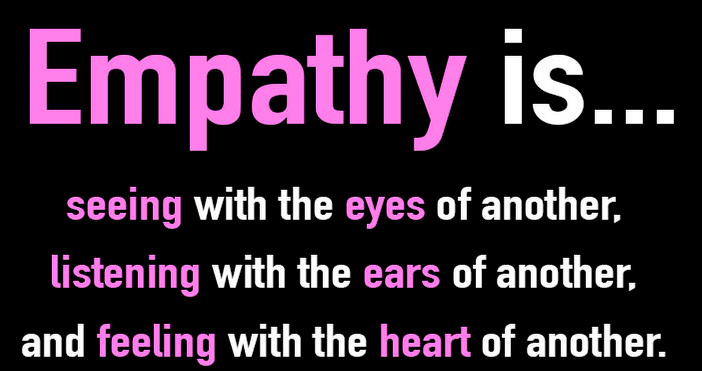 Empathy is...
seeing with the eyes of another,
listening with the ears of another,
and feeling with the heart of another.